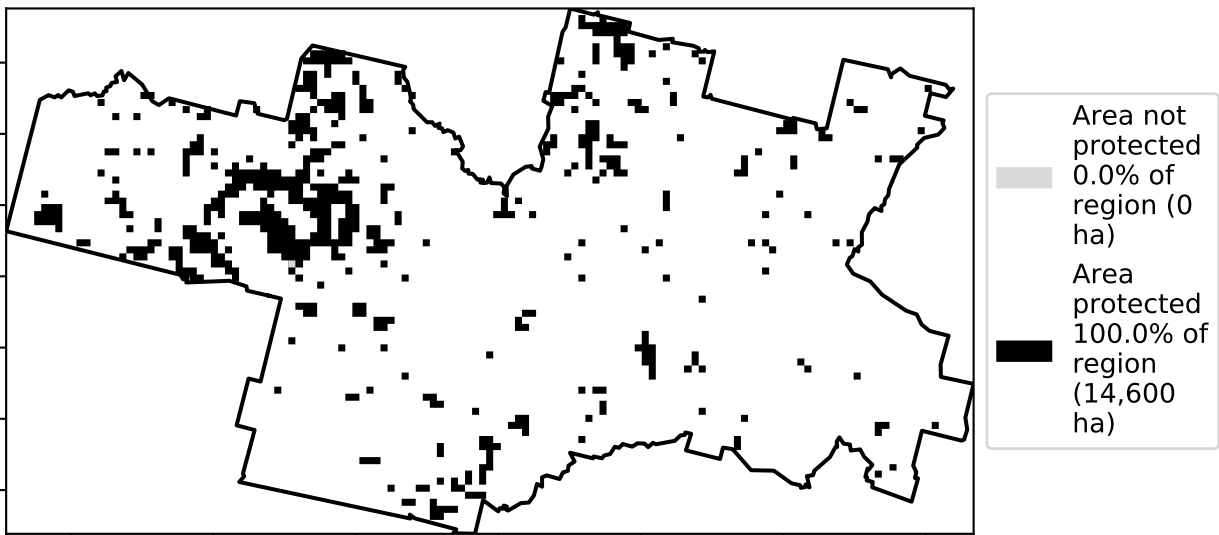 Area not
protected
0.0% of
region (0
ha)
Area
protected
100.0% of
region
(14,600
ha)